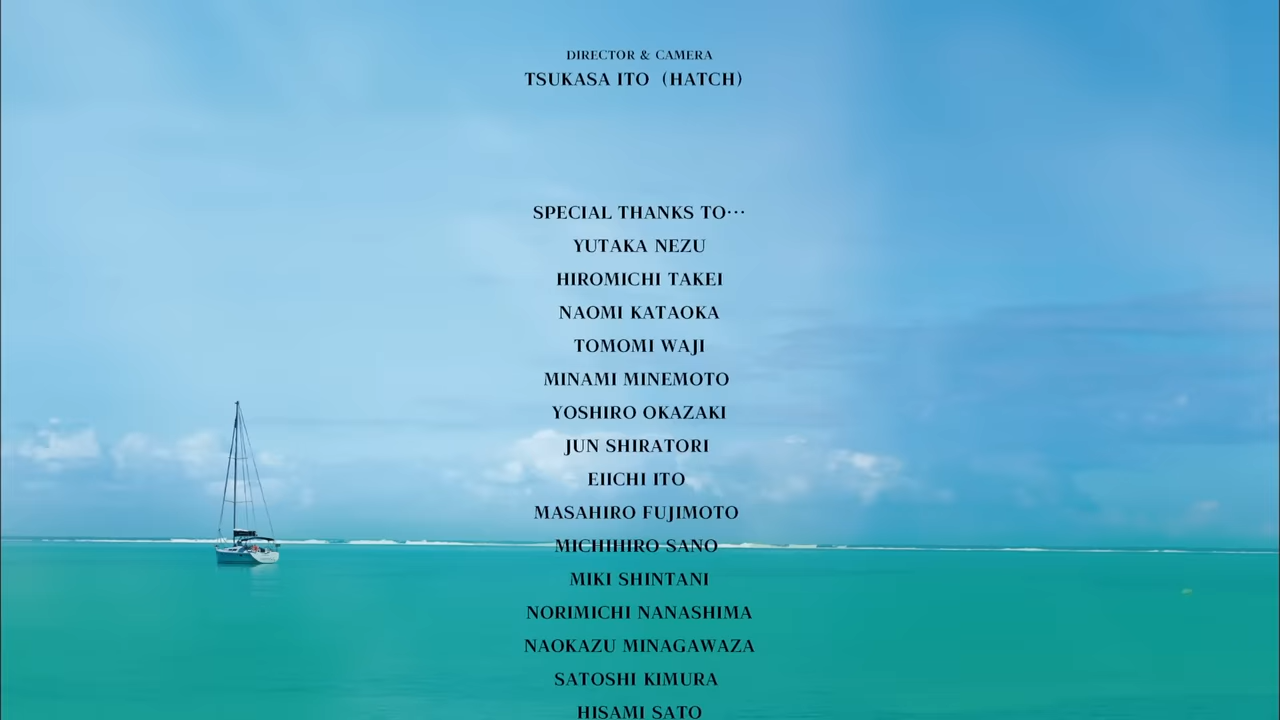 DIRECTOR & CAMERA
TSUKASA ITO (HATCH)
SPECIAL THANKS TO…
YUTAKA NEZU
HIROMICHI TAKEI
NAOMI KATAOKA
TOMOMI WAJI
MINAMI MINEMOTO
YOSHIRO OKAZAKI
JUN SHIRATORI
EIICHI ITO
MASAHIRO FUJIMOTO
MICHIHIRO SANO
MIKI SHINTANI
NORIMICHI NANASHIMA
NAOKAZU MINAGAWAZA
SATOSHI KIMURA
HISAMI SATO